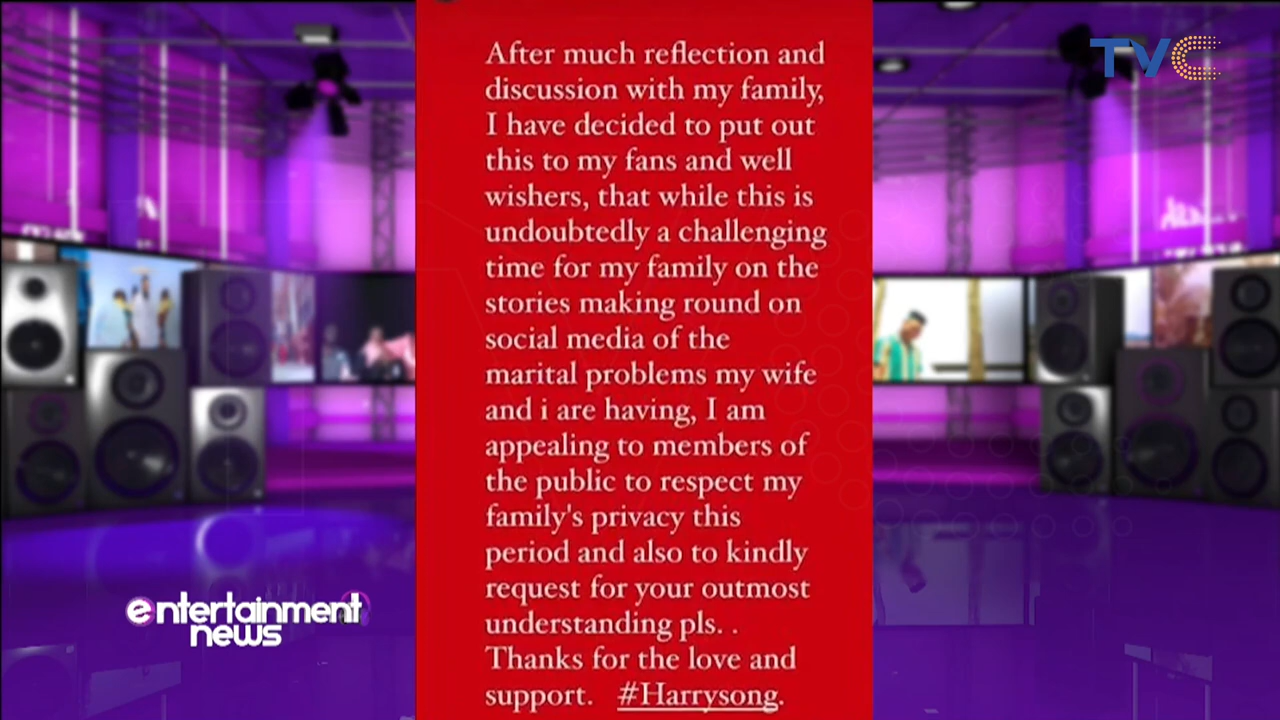 TVC
After much reflection and
discussion with my family,
I have decided to put out
this to my fans and well
wishers, that while this is
undoubtedly a challenging
time for my family on the
stories making round on
social media of the
marital problems my wife
and i are having, I am
appealing to members of
the public to respect my
family's privacy this
period and also to kindly
request for your outmost
understanding pls. .
Thanks for the love and
support. #Harrysong.
entertainment
news